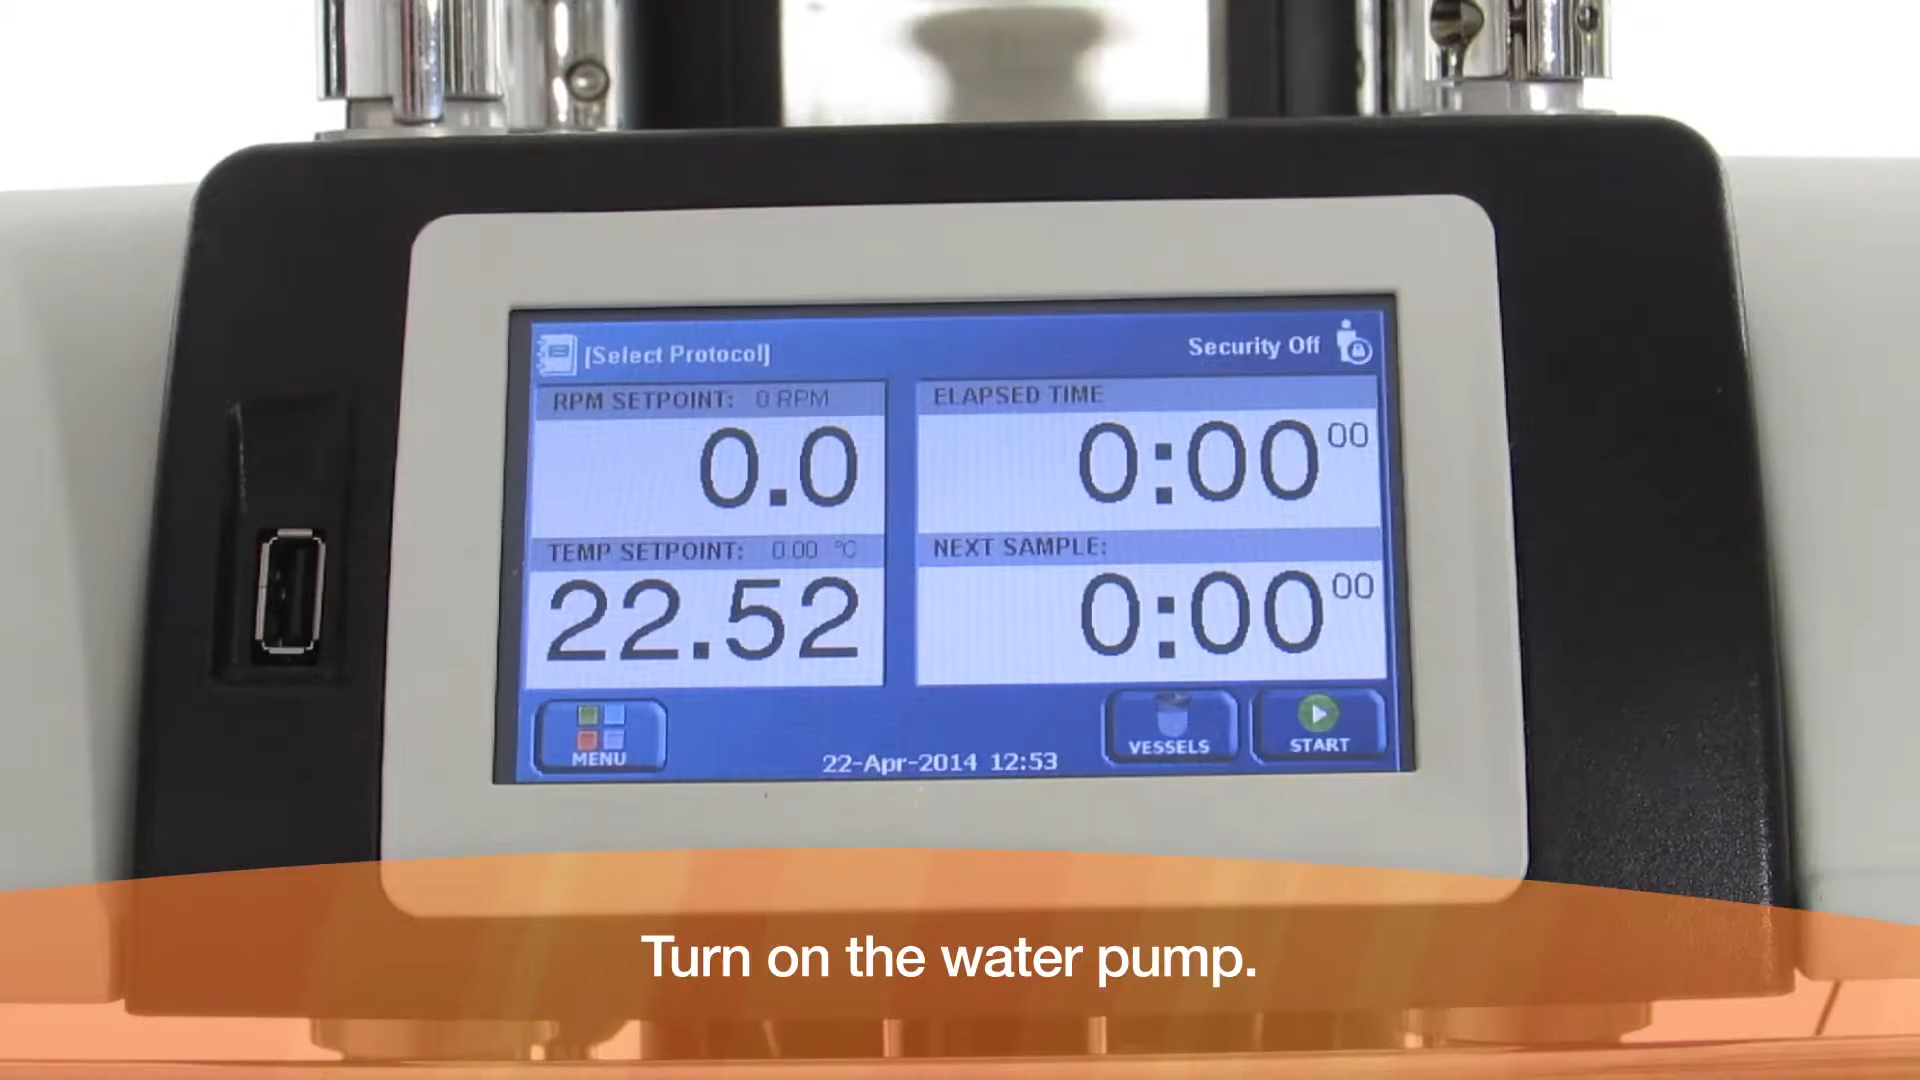 [Select Protocol]
Security Off
RPM SETPOINT: 0 RPM
0.0
ELAPSED TIME
0:00 00
TEMP SETPOINT: 0.00 °C
22.52
NEXT SAMPLE:
0:00 00
MENU
22-Apr-2014 12:53
VESSELS
START
Turn on the water pump.